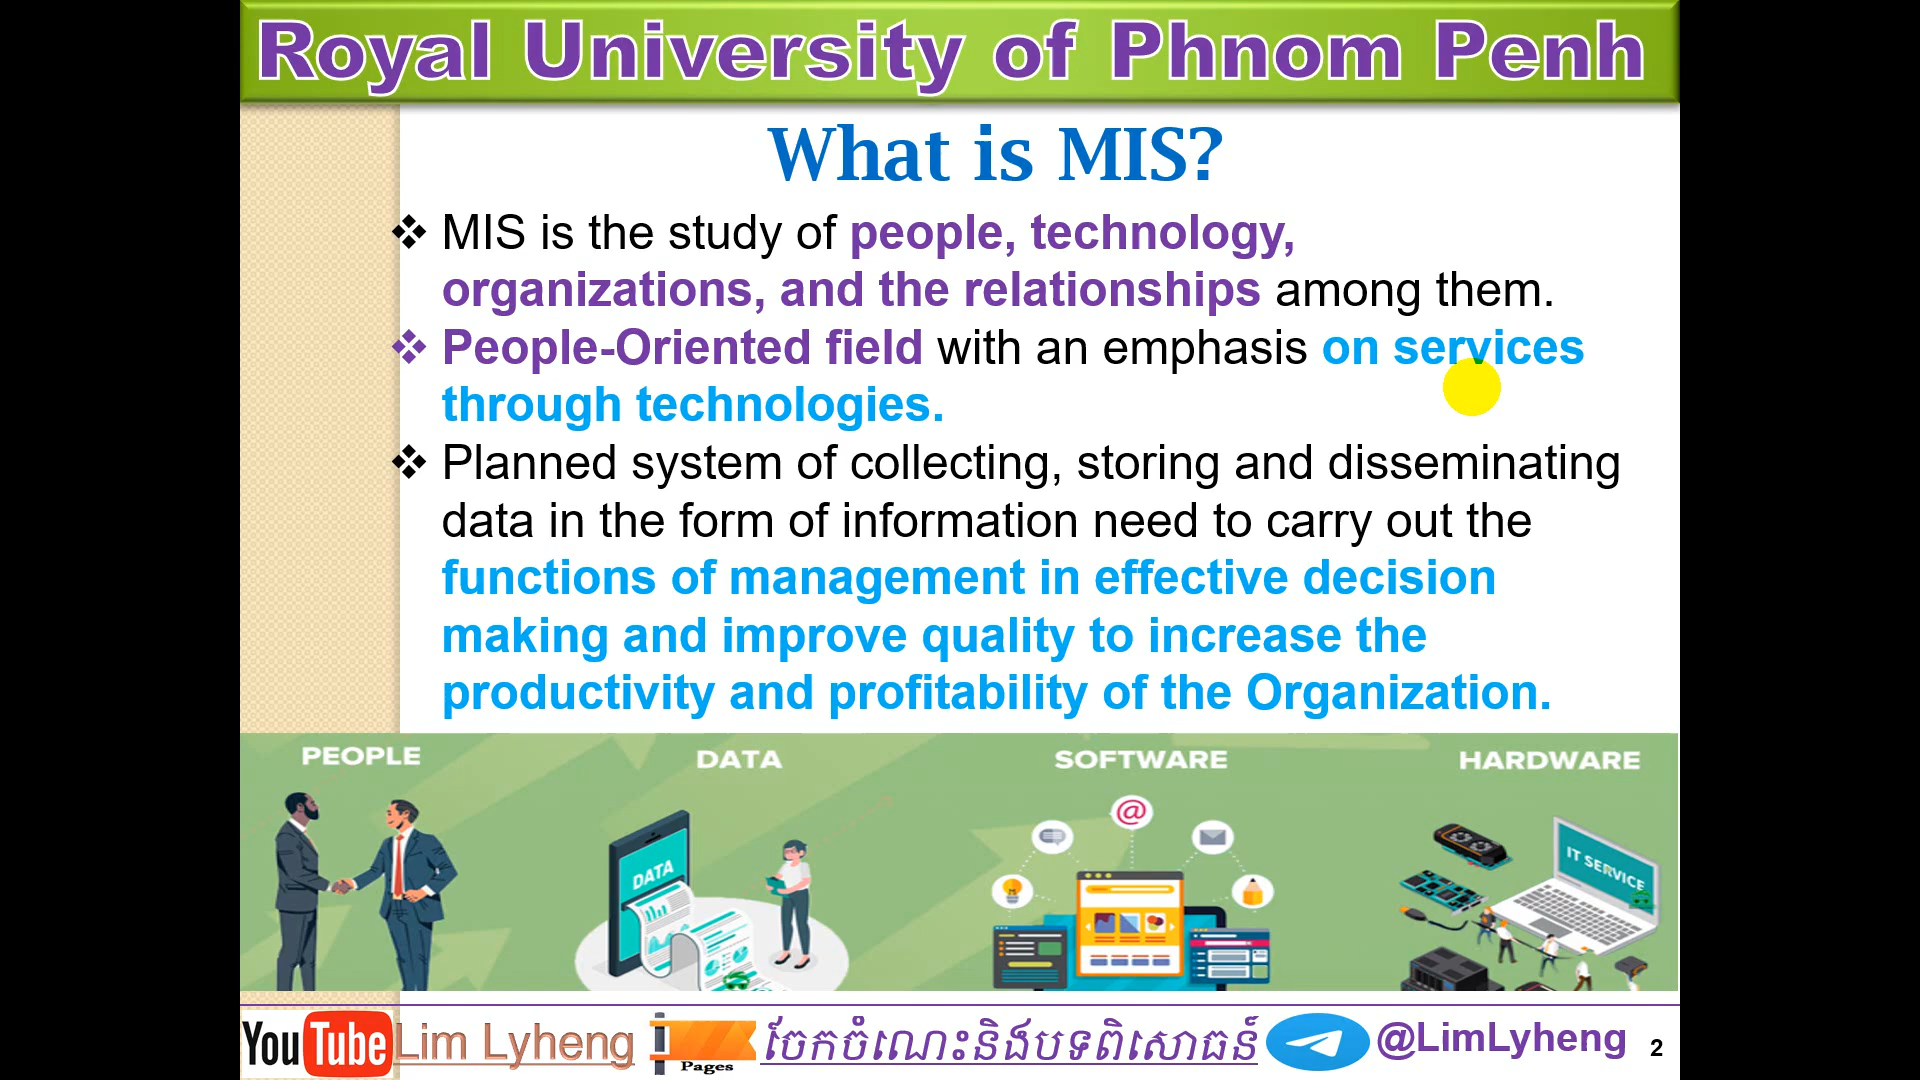 Royal University of Phnom Penh
What is MIS?
❖ MIS is the study of people, technology,
organizations, and the relationships among them.
❖ People-Oriented field with an emphasis on services
through technologies.
❖ Planned system of collecting, storing and disseminating
data in the form of information need to carry out the
functions of management in effective decision
making and improve quality to increase the
productivity and profitability of the Organization.
PEOPLE DATA SOFTWARE HARDWARE
@
DATA
IT SERVICE
YouTube Lim Lyheng Pages ចែកចំណេះនិងបទពិសោធន៍ @LimLyheng 2